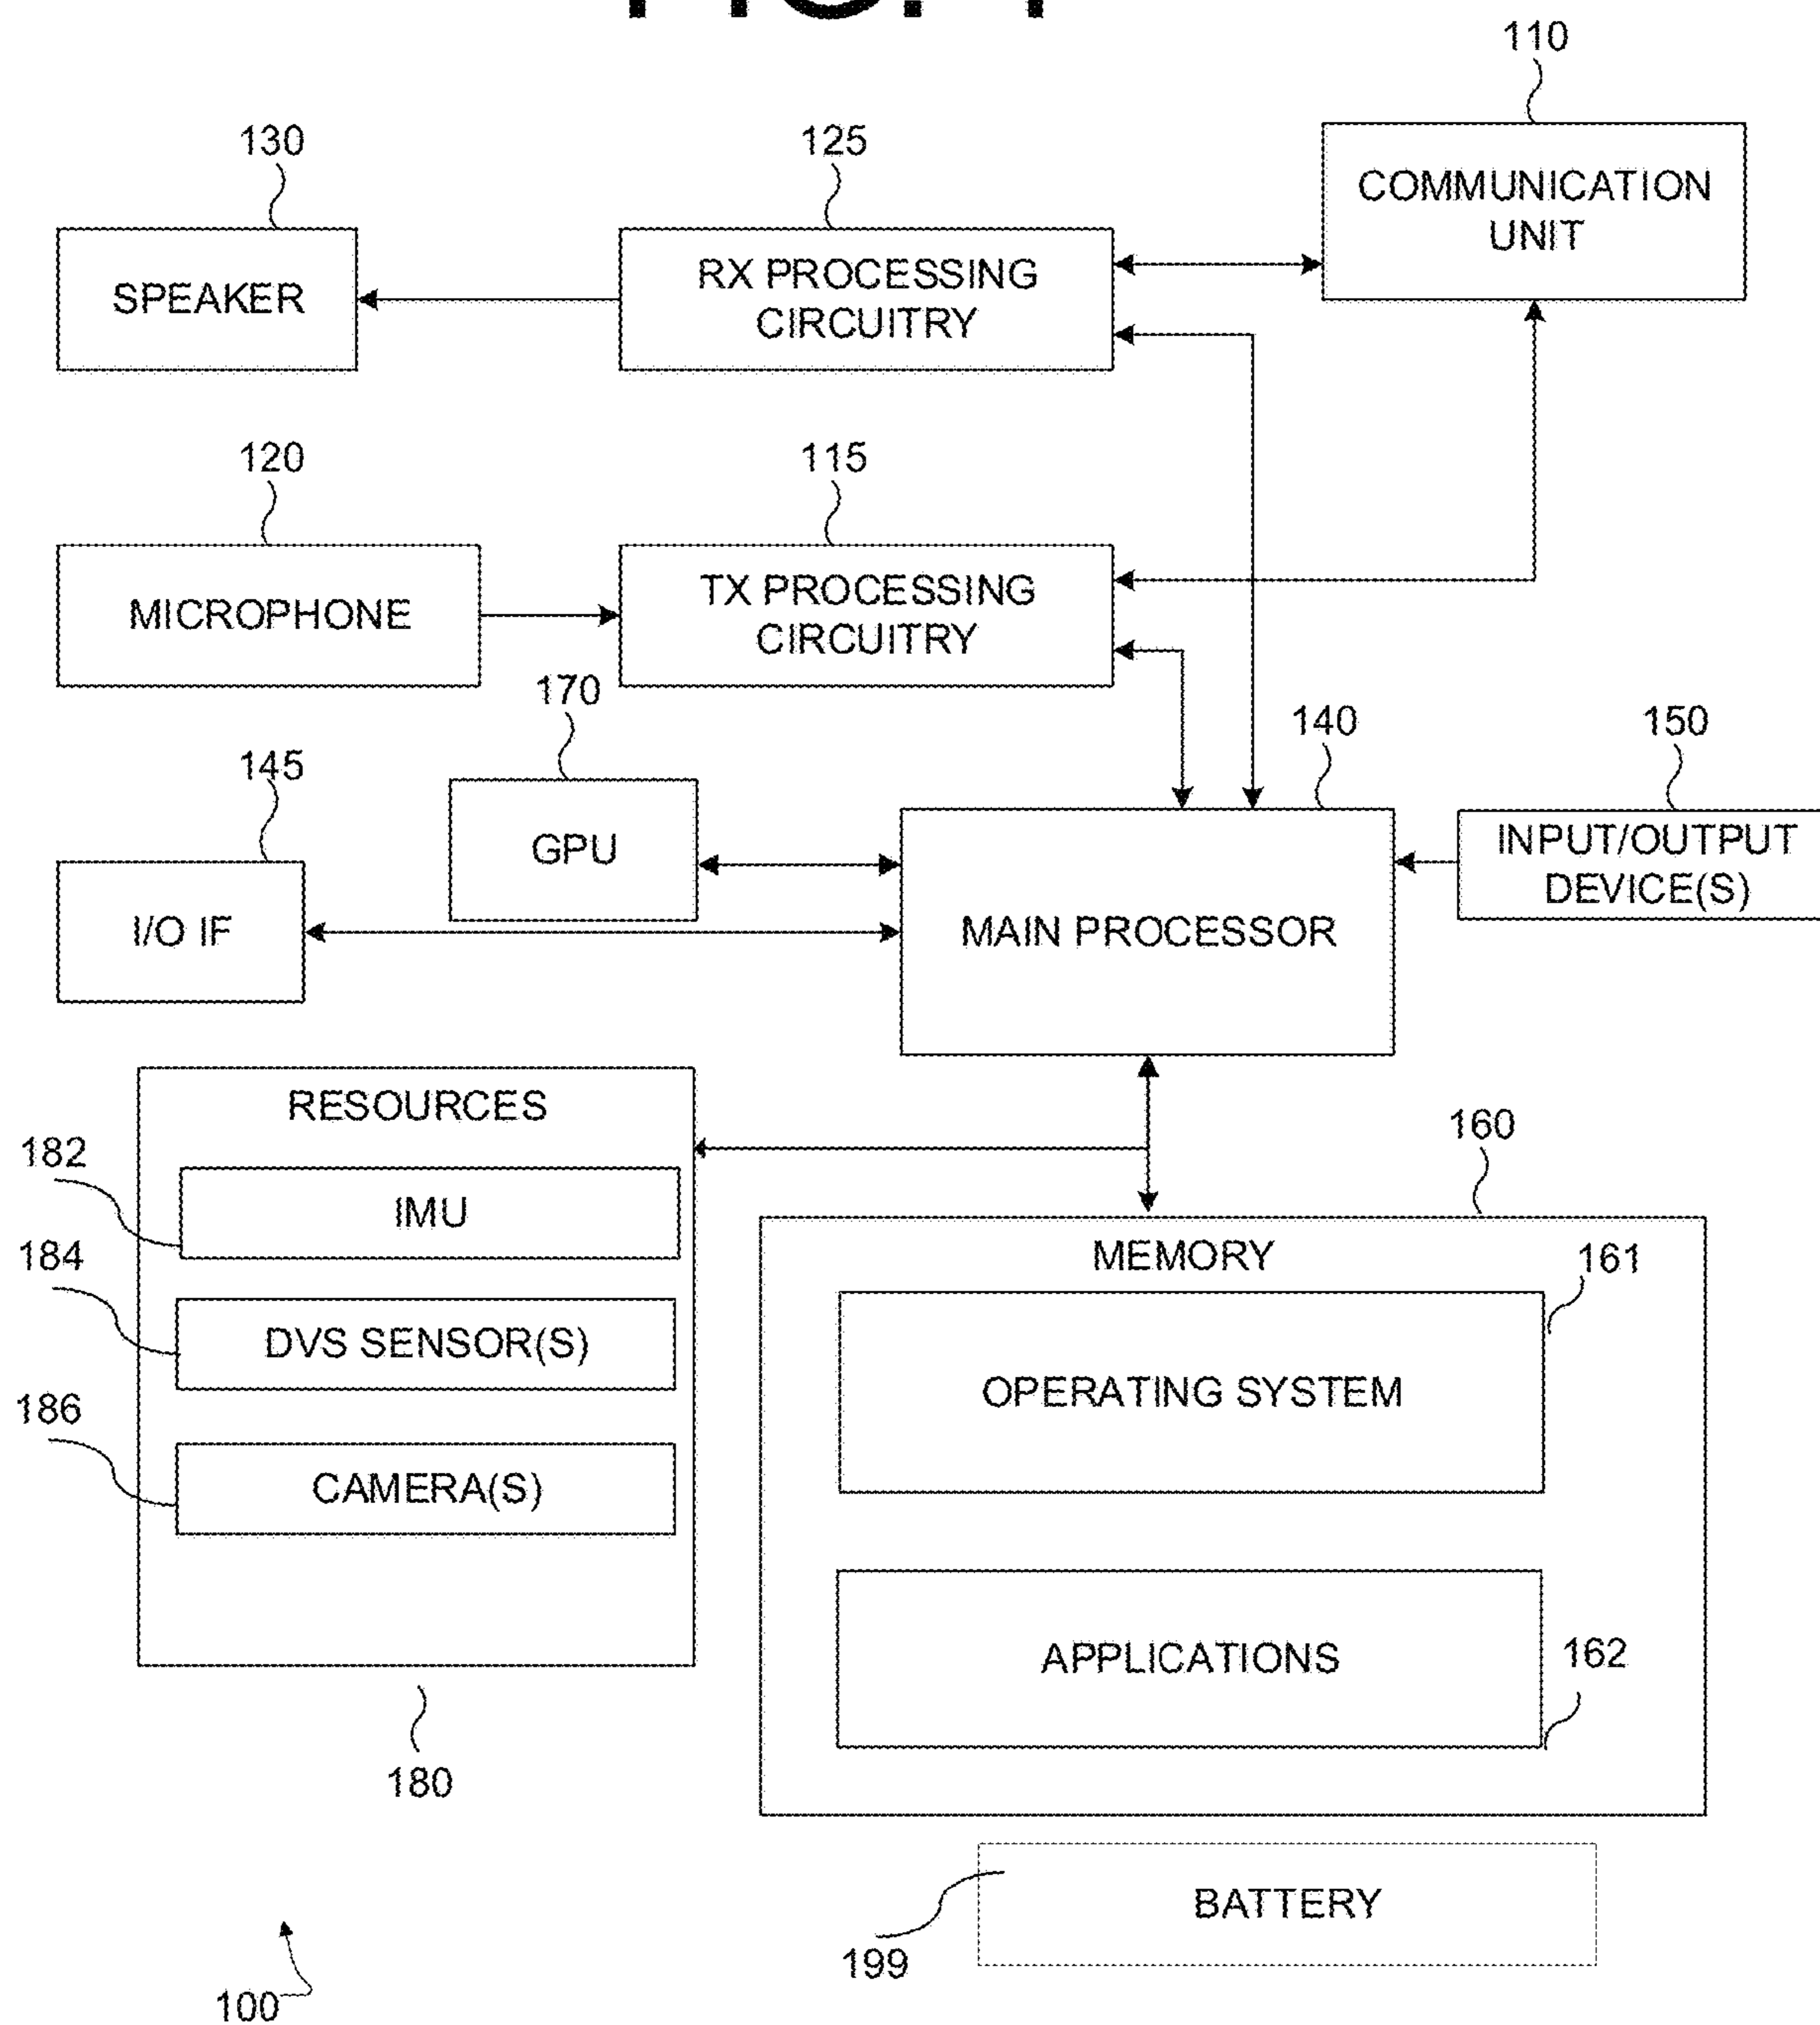 110
130
125
COMMUNICATION
UNIT
SPEAKER
RX PROCESSING
CIRCUITRY
120
115
MICROPHONE
TX PROCESSING
CIRCUITRY
170
140
150
145
GPU
INPUT/OUTPUT
DEVICE(S)
I/O IF
MAIN PROCESSOR
RESOURCES
182
IMU
184
DVS SENSOR(S)
186
CAMERA(S)
180
160
MEMORY
161
OPERATING SYSTEM
APPLICATIONS
162
BATTERY
199
100